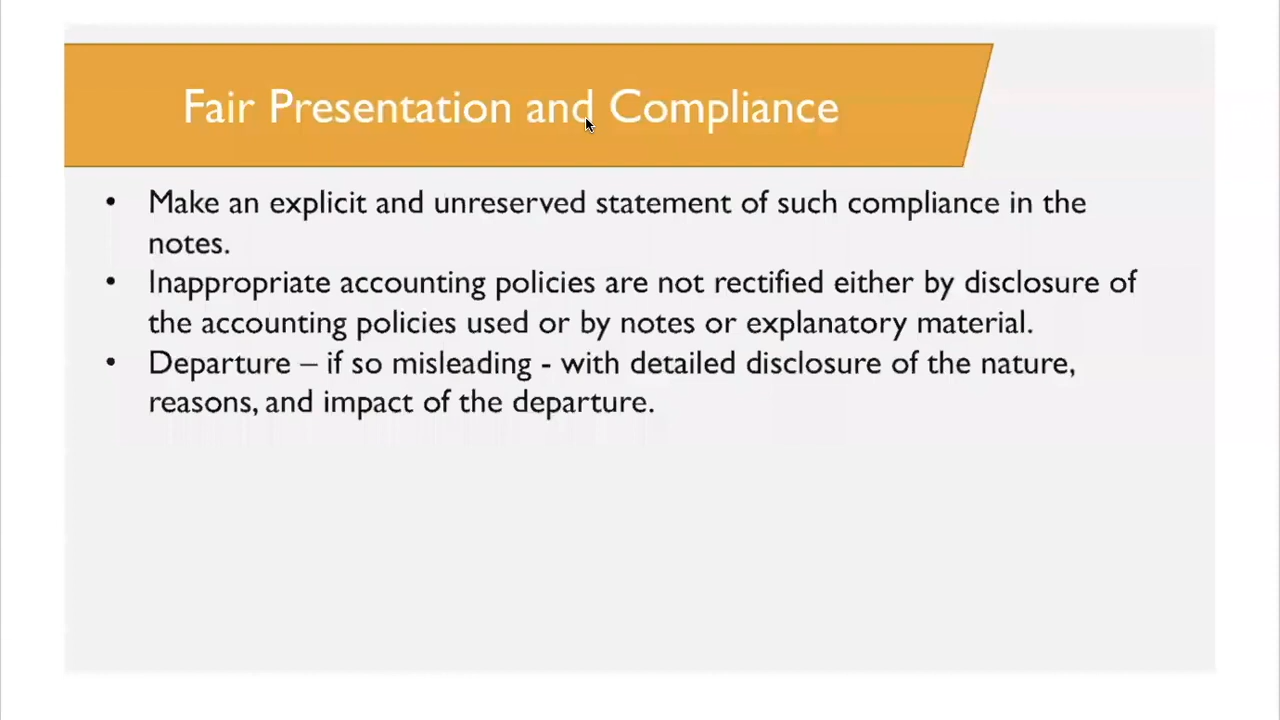 Fair Presentation and Compliance
• Make an explicit and unreserved statement of such compliance in the
notes.
• Inappropriate accounting policies are not rectified either by disclosure of
the accounting policies used or by notes or explanatory material.
• Departure – if so misleading - with detailed disclosure of the nature,
reasons, and impact of the departure.